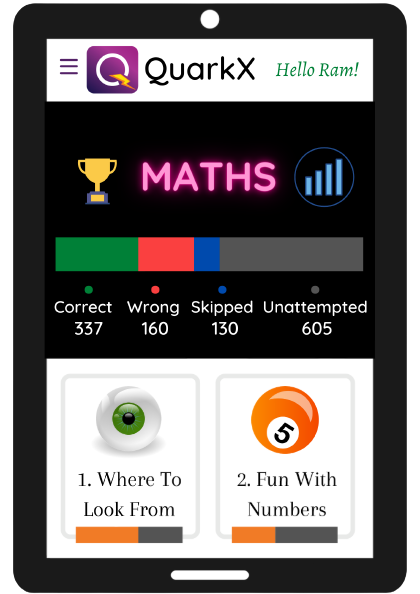 QuarkX
Hello Ram!
MATHS
Correct Wrong Skipped Unattempted
337 160 130 605
1. Where To
Look From
5
2. Fun With
Numbers